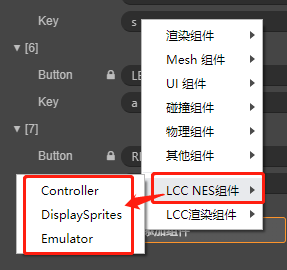 Key
s
渲染组件
[6]
Mesh 组件
Button
LE
UI 组件
Key
a
碰撞组件
物理组件
[7]
其他组件
Button
RI
Controller
LCC NES组件
DisplaySprites
LCC渲染组件
Emulator
添加组件